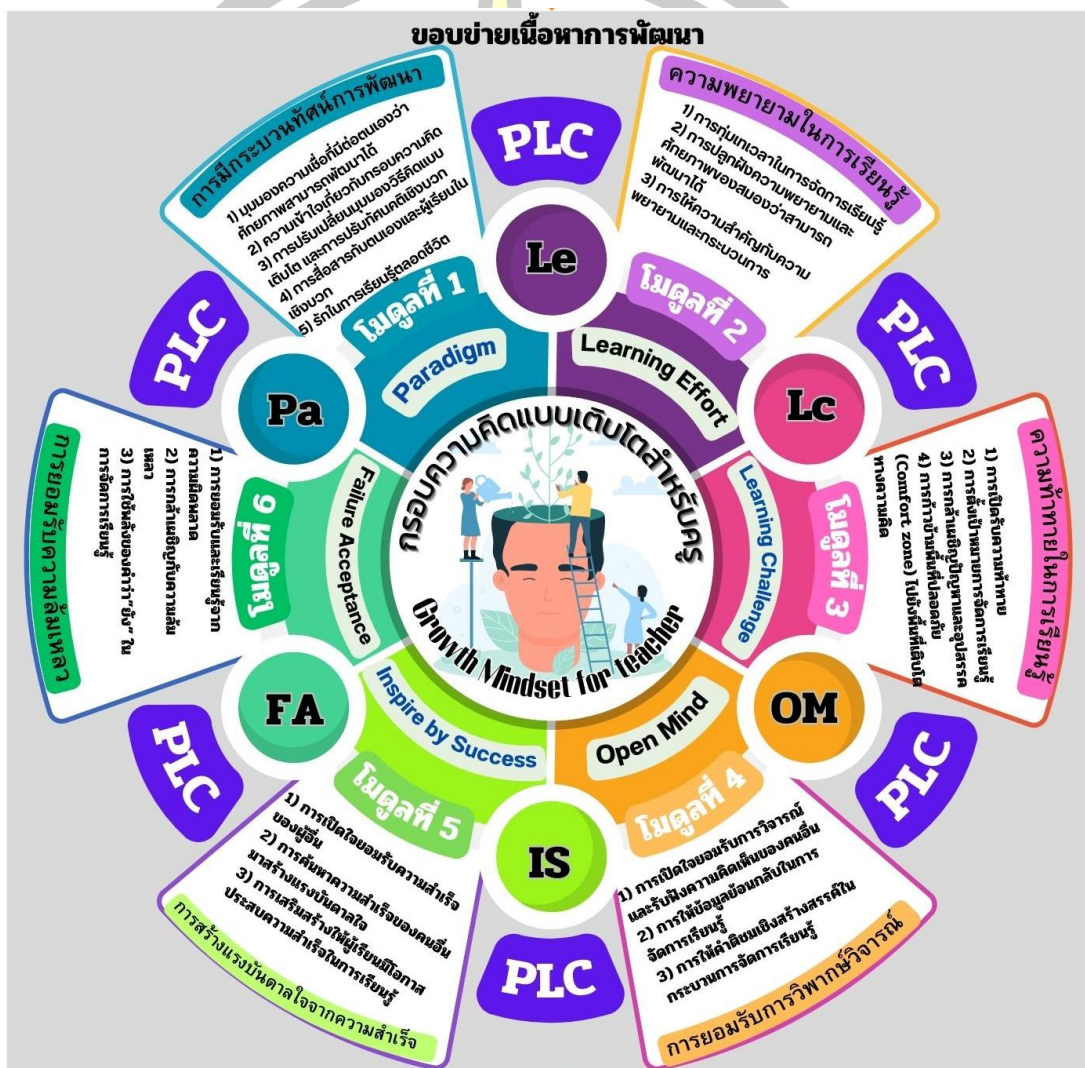 ขอบข่ายเนื้อหาการพัฒนา
กรอบความคิดแบบเติบโตสำหรับครู
Growth Mindset for teacher
การมีกระบวนทัศน์การพัฒนา
1) มุมมองความเชื่อที่มีต่อตนเองว่า
ศักยภาพสามารถพัฒนาได้
2) ความเข้าใจเกี่ยวกับกรอบความคิด
3) การปรับเปลี่ยนมุมมองวิธีคิดแบบ
เติบโต และการปรับทัศนคติเชิงบวก
4) การสื่อสารกับตนเองและผู้เรียนใน
เชิงบวก
5) รักในการเรียนรู้ตลอดชีวิต
โมดูลที่ 1
Paradigm
Pa
PLC
Le
ความพยายามในการเรียนรู้
1) การทุ่มเทเวลาในการจัดการเรียนรู้
2) การปลูกฝังความพยายามและ
ศักยภาพของสมองว่าสามารถ
พัฒนาได้
3) การให้ความสำคัญกับความ
พยายามและกระบวนการ
โมดูลที่ 2
Learning Effort
PLC
Lc
ความท้าทายในการเรียนรู้
1) การเปิดรับความท้าทาย
2) การตั้งเป้าหมายการจัดการเรียนรู้
3) การกล้าเผชิญปัญหาและอุปสรรค
4) การก้าวข้ามพื้นที่ปลอดภัย
(Comfort zone) ไปยังพื้นที่เติบโต
ทางความคิด
โมดูลที่ 3
Learning Challenge
PLC
OM
การยอมรับการวิพากษ์วิจารณ์
1) การเปิดใจยอมรับการวิจารณ์
และรับฟังความคิดเห็นของคนอื่น
2) การให้ข้อมูลย้อนกลับในการ
จัดการเรียนรู้
3) การให้คำติชมเชิงสร้างสรรค์ใน
กระบวนการจัดการเรียนรู้
โมดูลที่ 4
Open Mind
PLC
IS
การสร้างแรงบันดาลใจจากความสำเร็จ
1) การเปิดใจยอมรับความสำเร็จ
ของผู้อื่น
2) การค้นหาความสำเร็จของคนอื่น
มาสร้างแรงบันดาลใจ
3) การเสริมสร้างให้ผู้เรียนมีโอกาส
ประสบความสำเร็จในการเรียนรู้
โมดูลที่ 5
Inspire by Success
PLC
FA
การยอมรับความล้มเหลว
1) การยอมรับและเรียนรู้จาก
ความผิดพลาด
2) การกล้าเผชิญกับความล้ม
เหลว
3) การใช้พลังของคำว่า"ยัง" ใน
การจัดการเรียนรู้
โมดูลที่ 6
Failure Acceptance
PLC